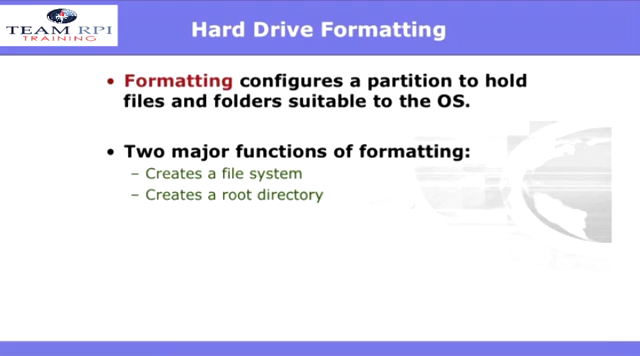 TEAM RPI
TRAINING
Hard Drive Formatting
• Formatting configures a partition to hold
files and folders suitable to the OS.
• Two major functions of formatting:
– Creates a file system
– Creates a root directory